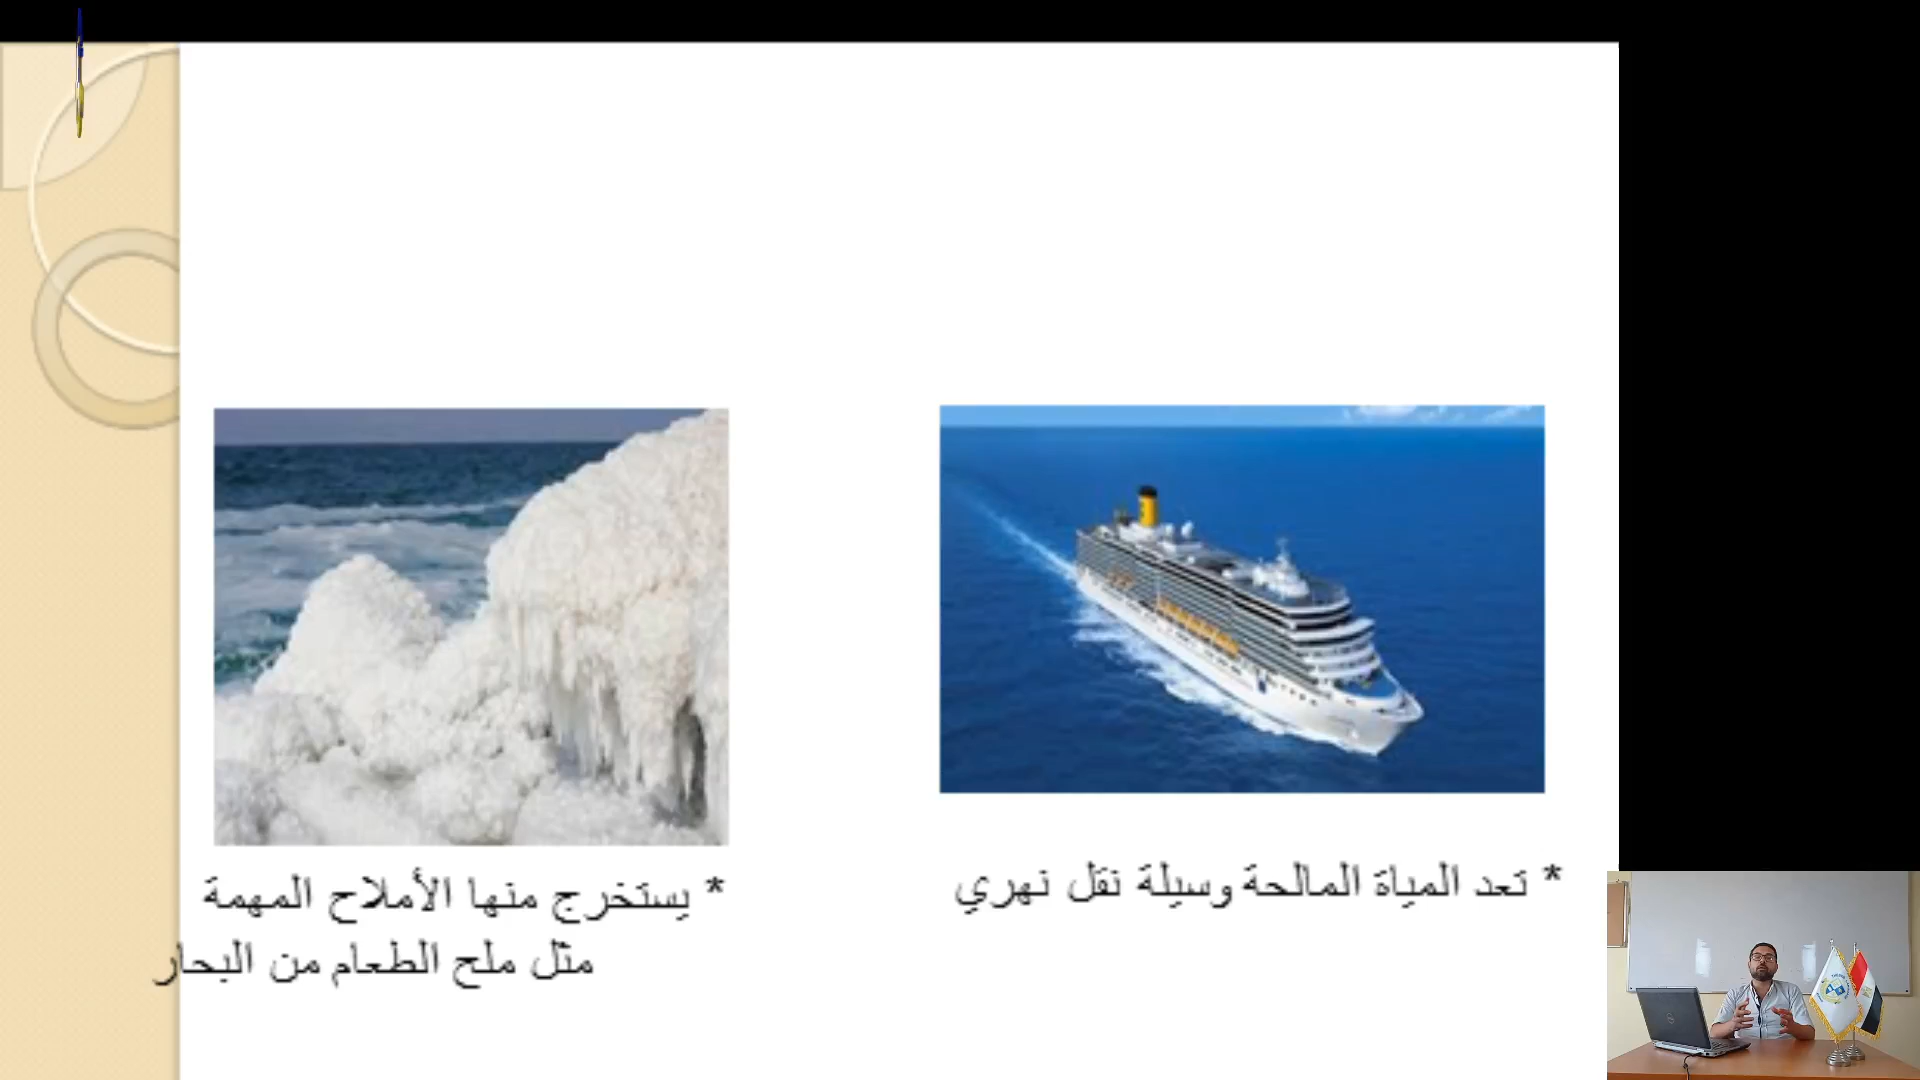 * تعد المياة المالحة وسيلة نقل نهري
* يستخرج منها الأملاح المهمة
مثل ملح الطعام من البحار